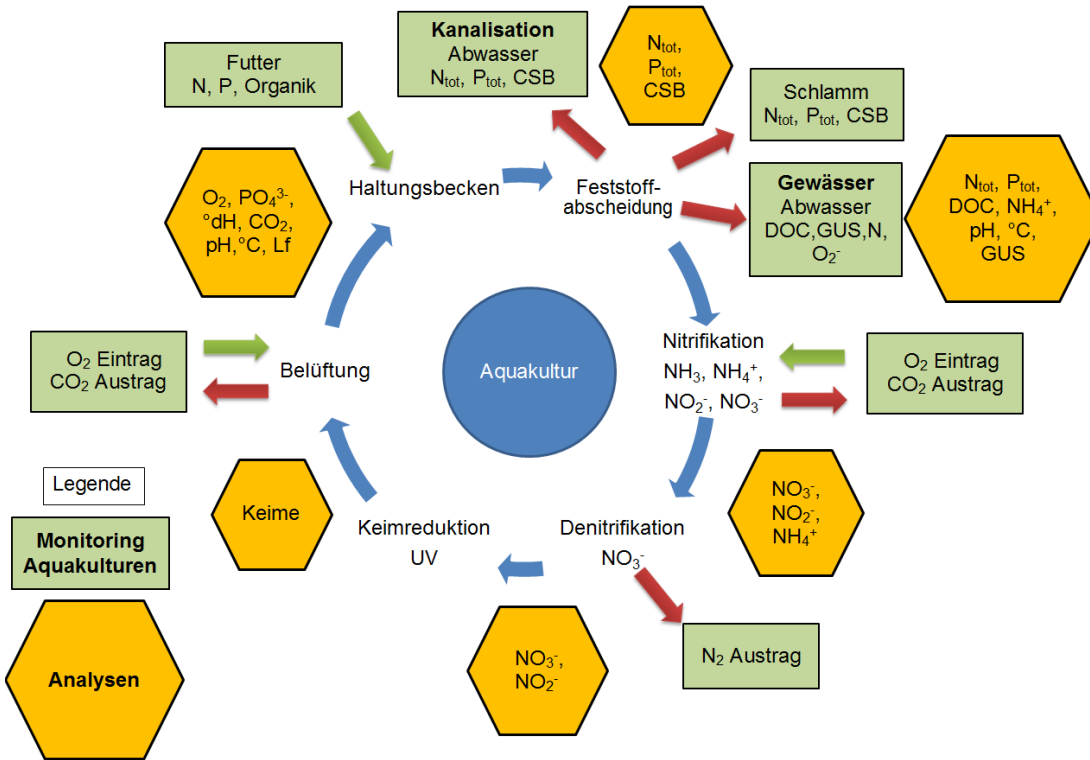 Kanalisation
Abwasser
Ntot, Ptot, CSB
Ntot,
Ptot,
CSB
Futter
N, P, Organik
Schlamm
Ntot, Ptot, CSB
Haltungsbecken
Feststoff-
abscheidung
Gewässer
Abwasser
DOC,GUS,N,
O₂⁻
Ntot, Ptot,
DOC, NH₄⁺,
pH, °C,
GUS
O₂, PO₄³⁻,
°dH, CO₂,
pH,°C, Lf
O₂ Eintrag
CO₂ Austrag
Belüftung
Aquakultur
Nitrifikation
NH₃, NH₄⁺,
NO₂⁻, NO₃⁻
O₂ Eintrag
CO₂ Austrag
Legende
Monitoring
Aquakulturen
Analysen
Keime
Keimreduktion
UV
Denitrifikation
NO₃⁻
NO₃⁻,
NO₂⁻,
NH₄⁺
NO₃⁻,
NO₂⁻
N₂ Austrag